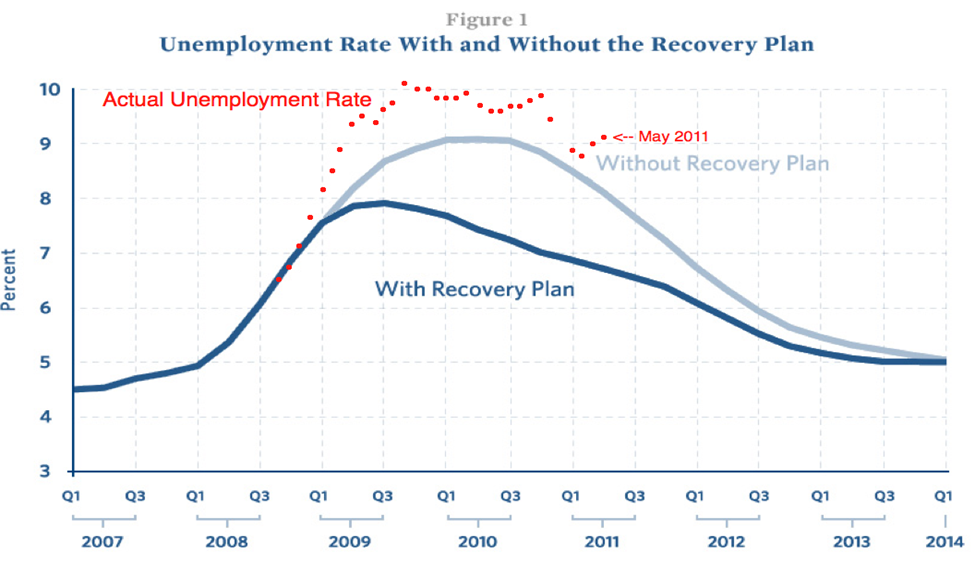 Figure 1
Unemployment Rate With and Without the Recovery Plan
10
Actual Unemployment Rate
9
<-- May 2011
Without Recovery Plan
8
7
Percent
With Recovery Plan
6
5
4
3
Q1 Q3 Q1 Q3 Q1 Q3 Q1 Q3 Q1 Q3 Q1 Q3 Q1 Q3 Q1
2007 2008 2009 2010 2011 2012 2013 2014